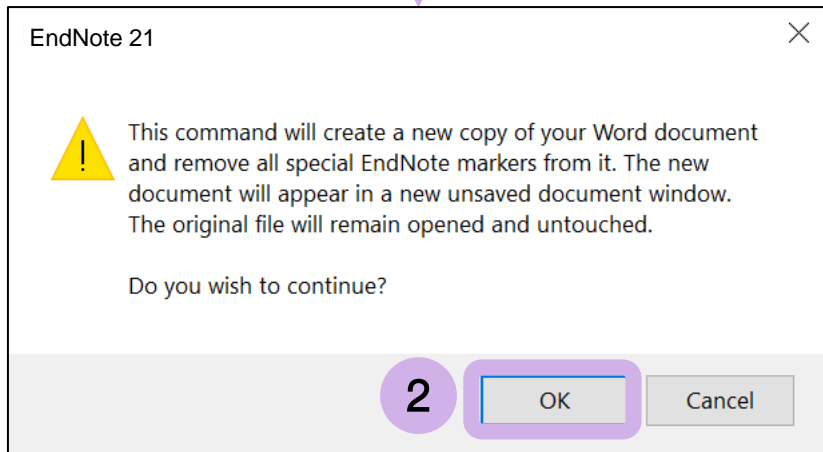 EndNote 21
This command will create a new copy of your Word document
and remove all special EndNote markers from it. The new
document will appear in a new unsaved document window.
The original file will remain opened and untouched.
Do you wish to continue?
2 OK Cancel